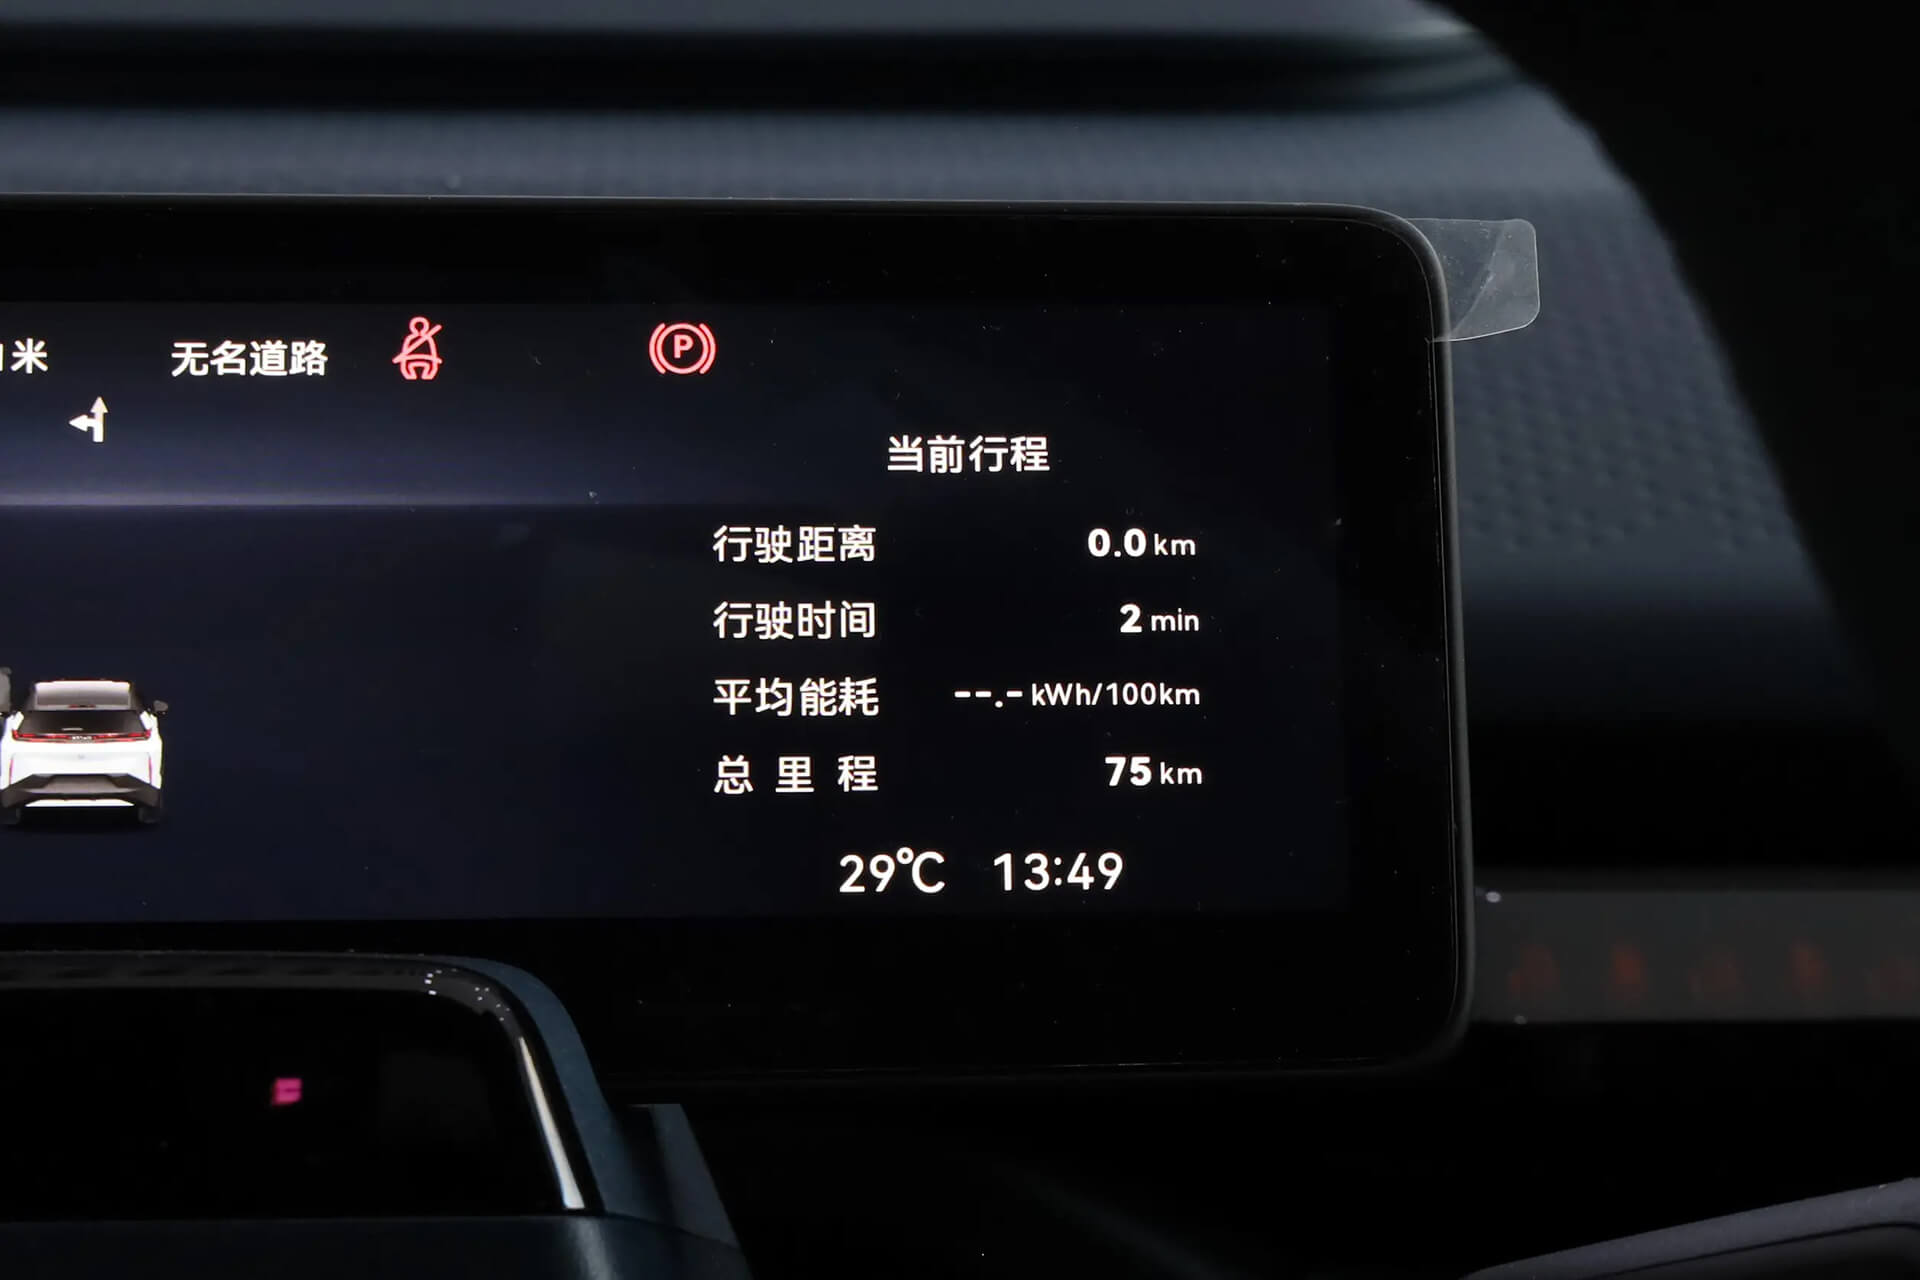 米
无名道路
P
当前行程
行驶距离 0.0 km
行驶时间 2 min
平均能耗 --.- kWh/100km
总里程 75 km
29℃ 13:49